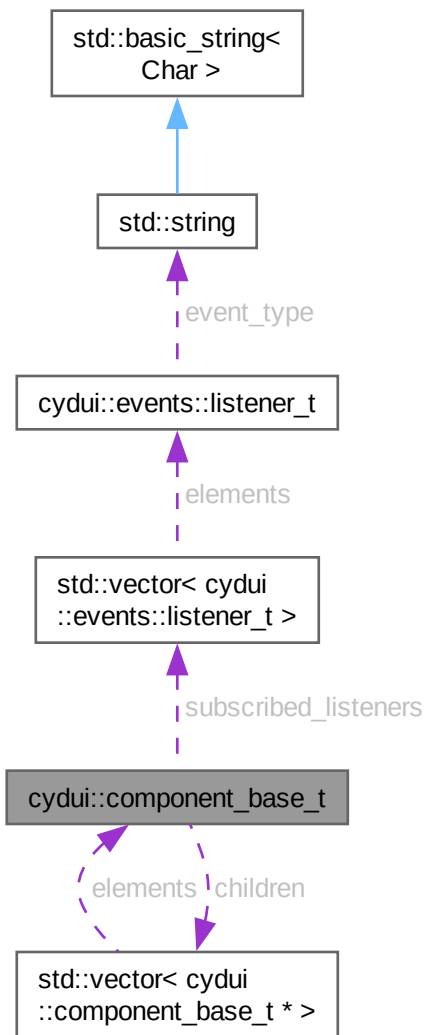 std::basic_string<
Char >
std::string
event_type
cydui::events::listener_t
elements
std::vector< cydui
::events::listener_t >
subscribed_listeners
cydui::component_base_t
elements children
std::vector< cydui
::component_base_t * >